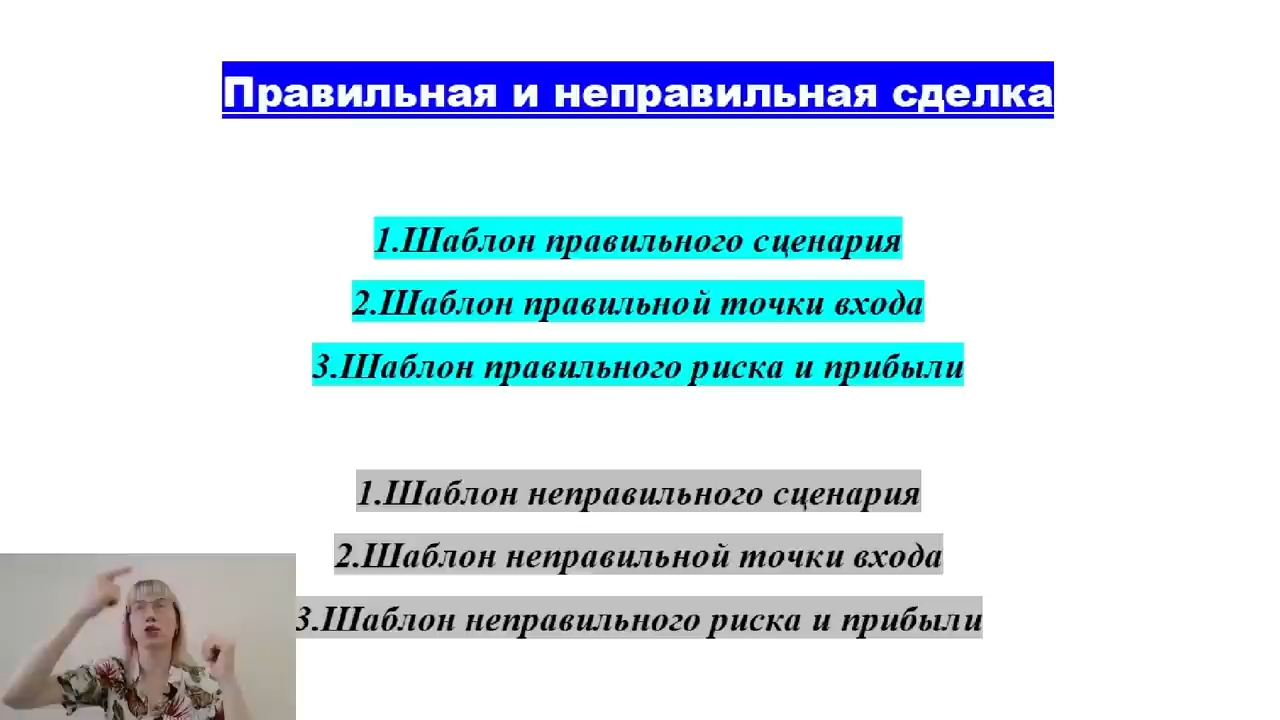 Правильная и неправильная сделка
1.Шаблон правильного сценария
2.Шаблон правильной точки входа
3.Шаблон правильного риска и прибыли
1.Шаблон неправильного сценария
2.Шаблон неправильной точки входа
3.Шаблон неправильного риска и прибыли